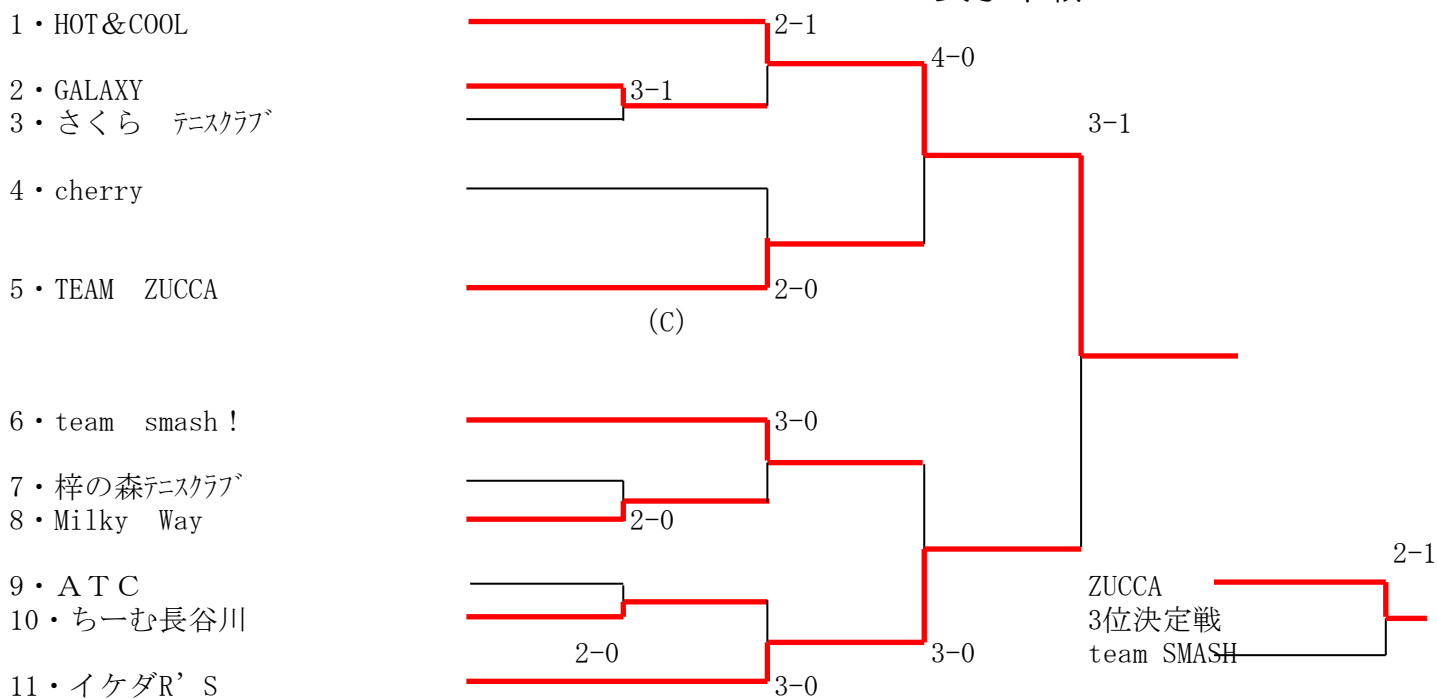 1・HOT&COOL
2-1
4-0
2・GALAXY
3-1
3・さくら　ﾃﾆｽｸﾗﾌﾞ
3-1
4・cherry
5・TEAM　ZUCCA
2-0
(C)
6・team　smash！
3-0
7・梓の森ﾃﾆｽｸﾗﾌﾞ
8・Milky　Way
2-0
9・ＡＴＣ
10・ちーむ長谷川
2-0
3-0
11・イケダR’S
3-0
2-1
ZUCCA
3位決定戦
team SMASH